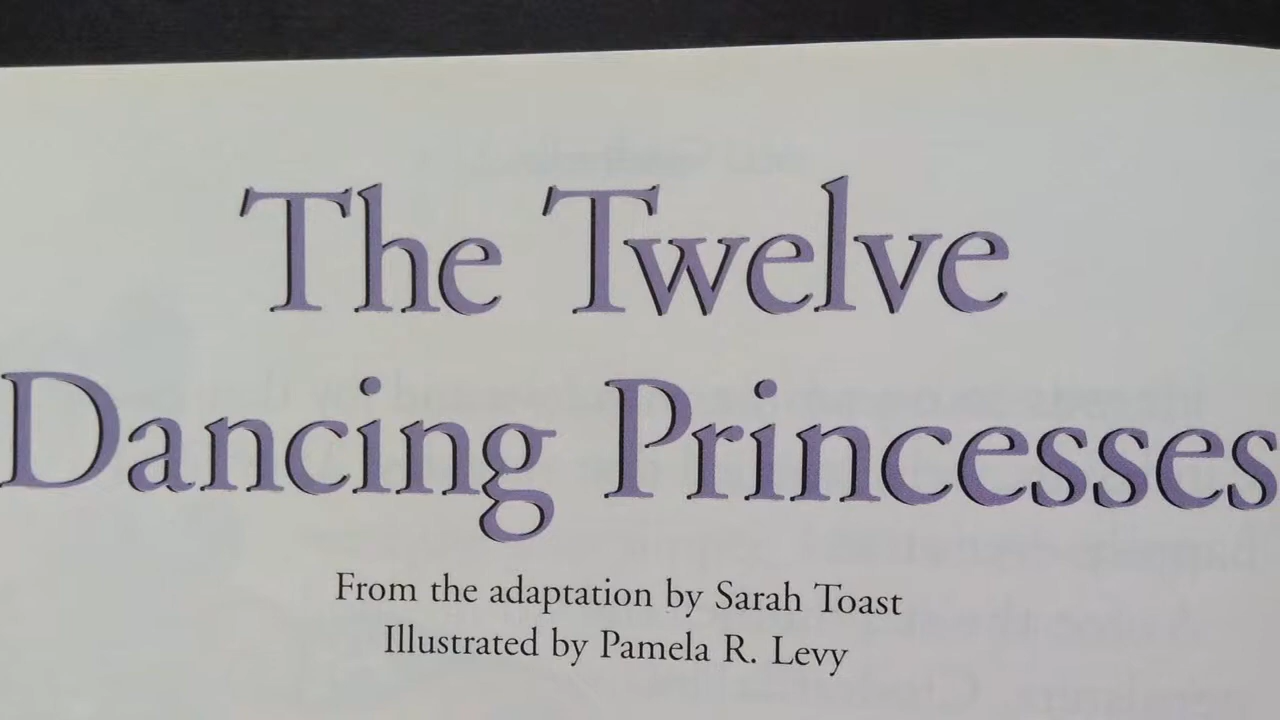 The Twelve
Dancing Princesses
From the adaptation by Sarah Toast
Illustrated by Pamela R. Levy